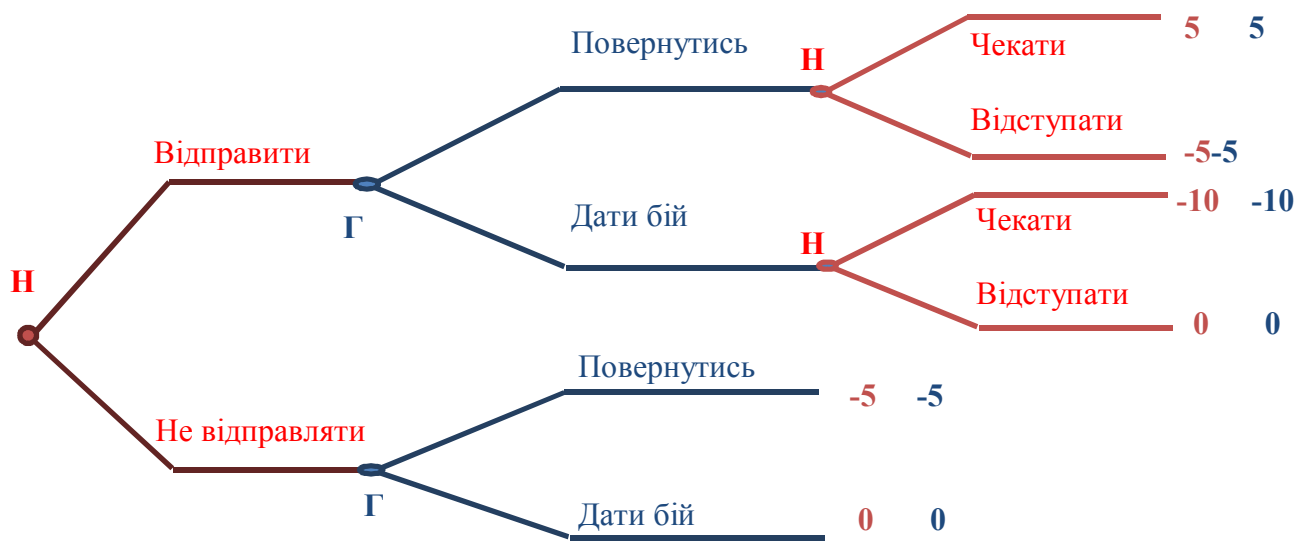 5 5
Повернутись
Н
Чекати
Відступати
-5-5
Відправити
-10 -10
Г
Дати бій
Н
Чекати
Н
Відступати
0 0
Повернутись
-5 -5
Не відправляти
Г
Дати бій
0 0